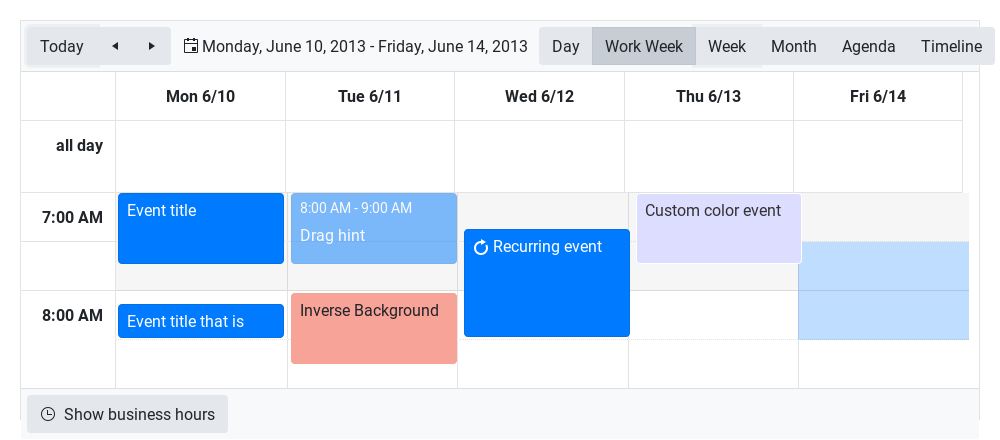 Today Monday, June 10, 2013 - Friday, June 14, 2013 Day Work Week Week Month Agenda Timeline
Mon 6/10 Tue 6/11 Wed 6/12 Thu 6/13 Fri 6/14
all day
7:00 AM
Event title
8:00 AM - 9:00 AM
Drag hint
Recurring event
Custom color event
8:00 AM
Event title that is
Inverse Background
Show business hours